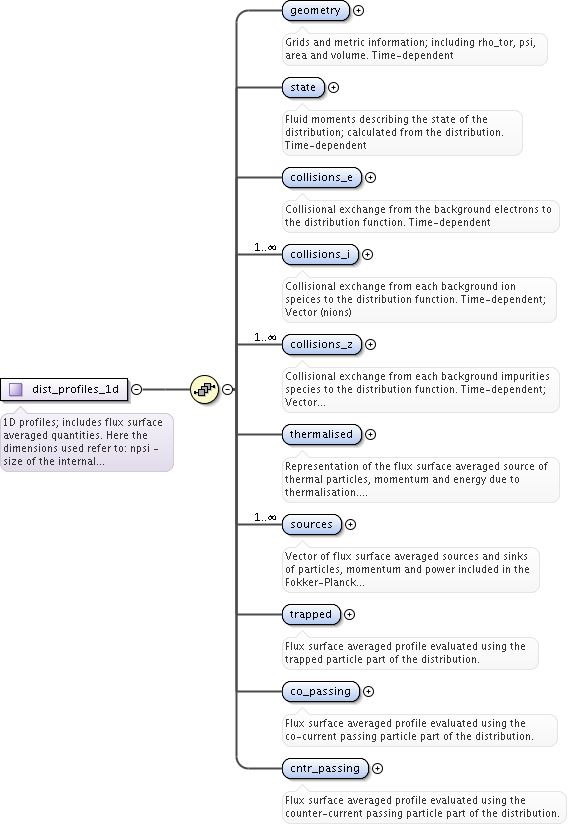 geometry
Grids and metric information; including rho_tor, psi,
area and volume. Time-dependent
state
Fluid moments describing the state of the
distribution; calculated from the distribution.
Time-dependent
collisions_e
Collisional exchange from the background electrons to
the distribution function. Time-dependent
1..∞
collisions_i
Collisional exchange from each background ion
speices to the distribution function. Time-dependent;
Vector (nions)
1..∞
collisions_z
Collisional exchange from each background impurities
species to the distribution function. Time-dependent;
Vector...
dist_profiles_1d
1D profiles; includes flux surface
averaged quantities. Here the
dimensions used refer to: npsi -
size of the internal...
thermalised
Representation of the flux surface averaged source of
thermal particles, momentum and energy due to
thermalisation....
1..∞
sources
Vector of flux surface averaged sources and sinks
of particles, momentum and power included in the
Fokker-Planck...
trapped
Flux surface averaged profile evaluated using the
trapped particle part of the distribution.
co_passing
Flux surface averaged profile evaluated using the
co-current passing particle part of the distribution.
cntr_passing
Flux surface averaged profile evaluated using the
counter-current passing particle part of the distribution.